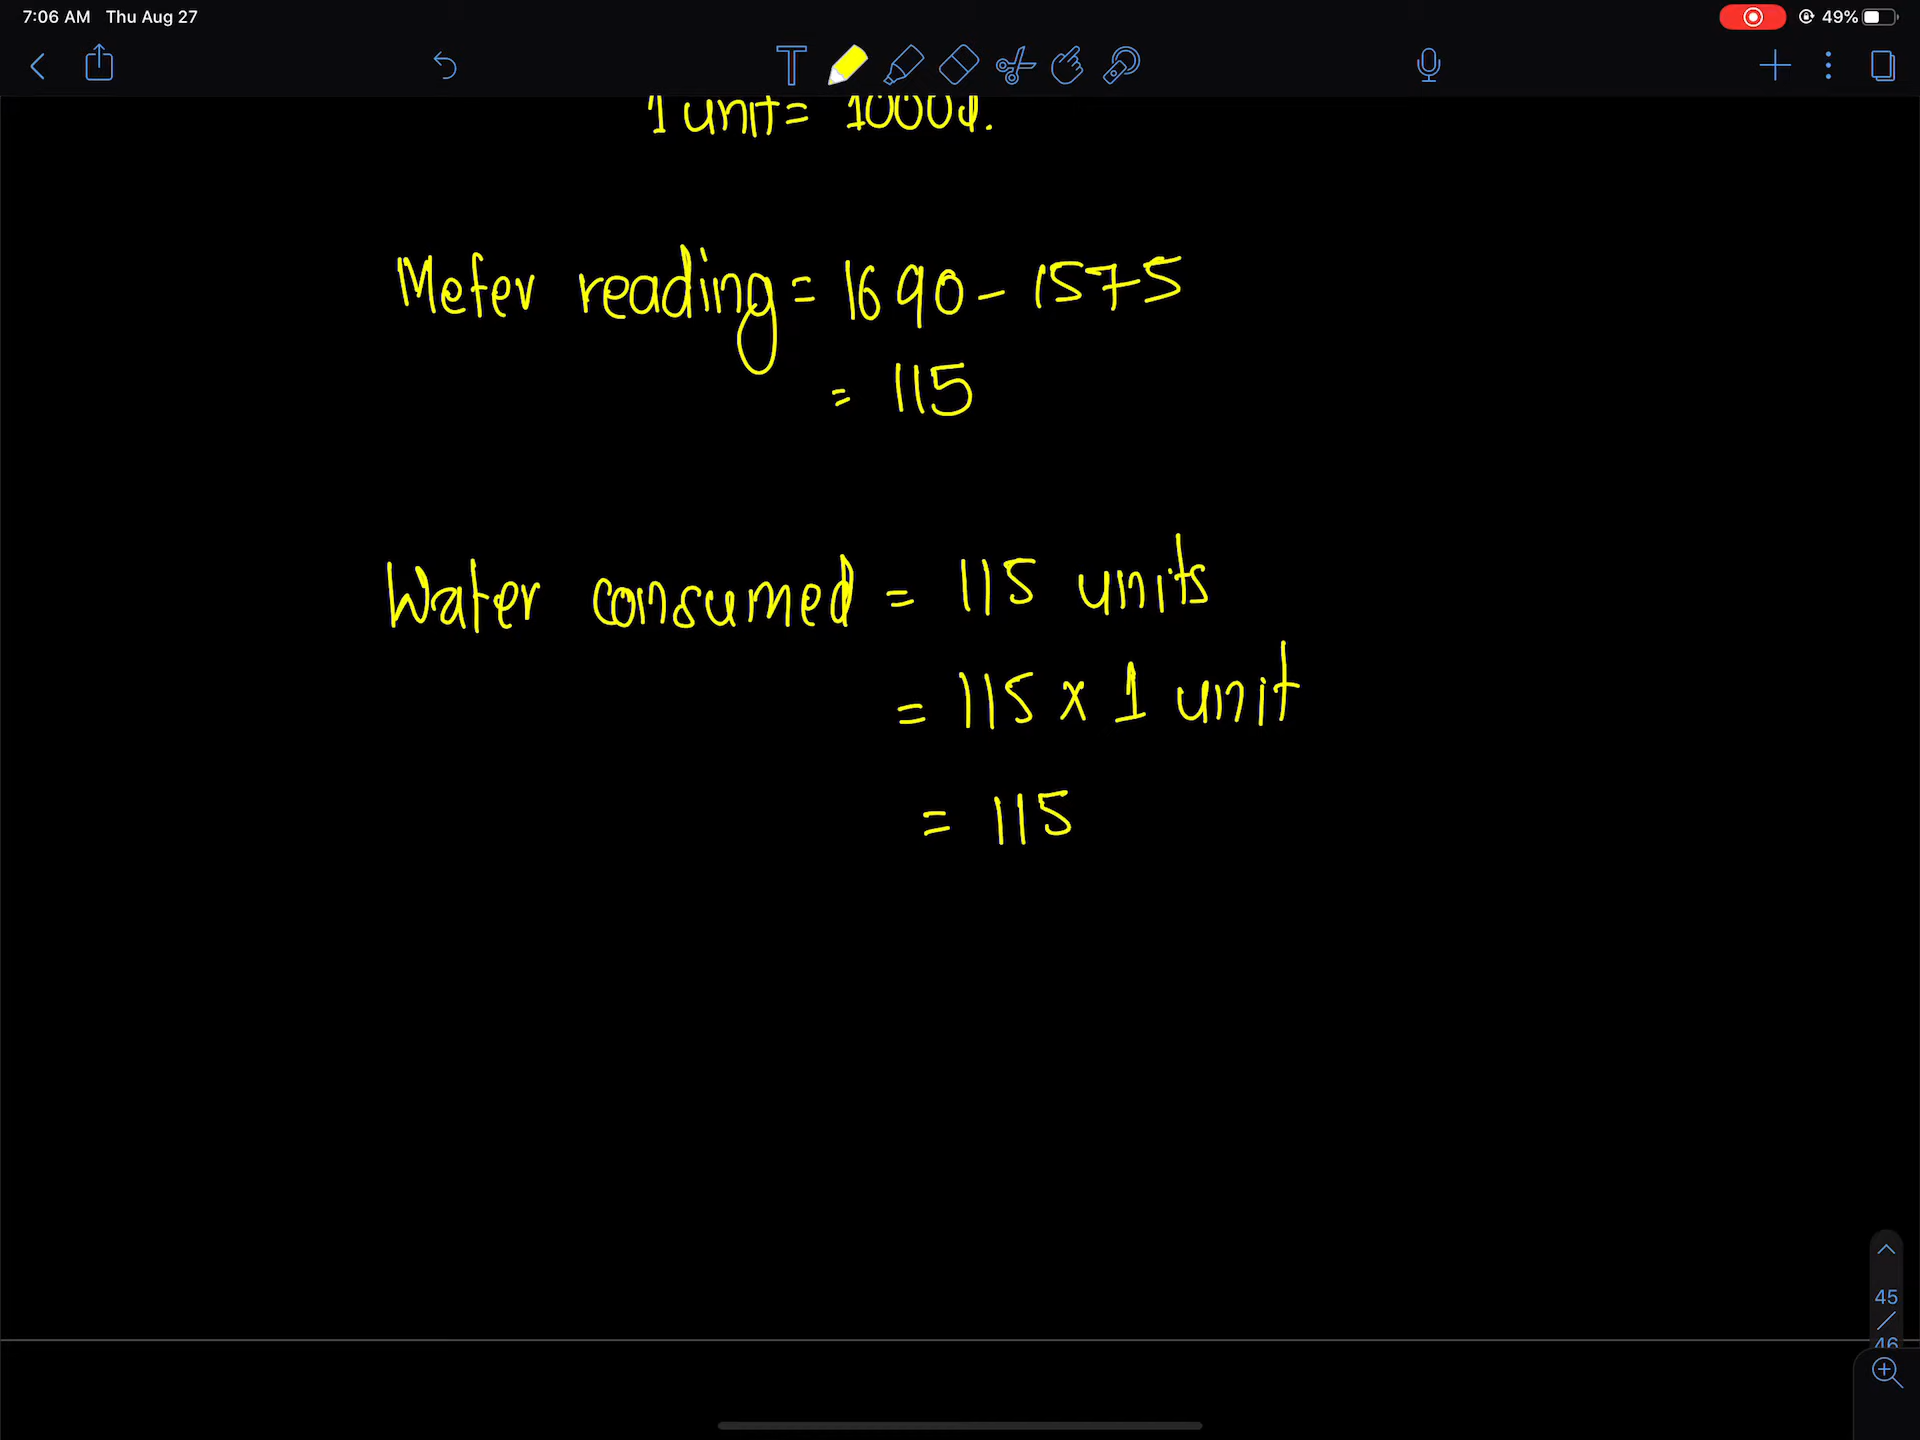 7:06 AM Thu Aug 27
49%
T
1 unit = 1000l.
Meter reading = 1690 - 1575
= 115
Water consumed = 115 units
= 115 x 1 unit
= 115
45
/
46